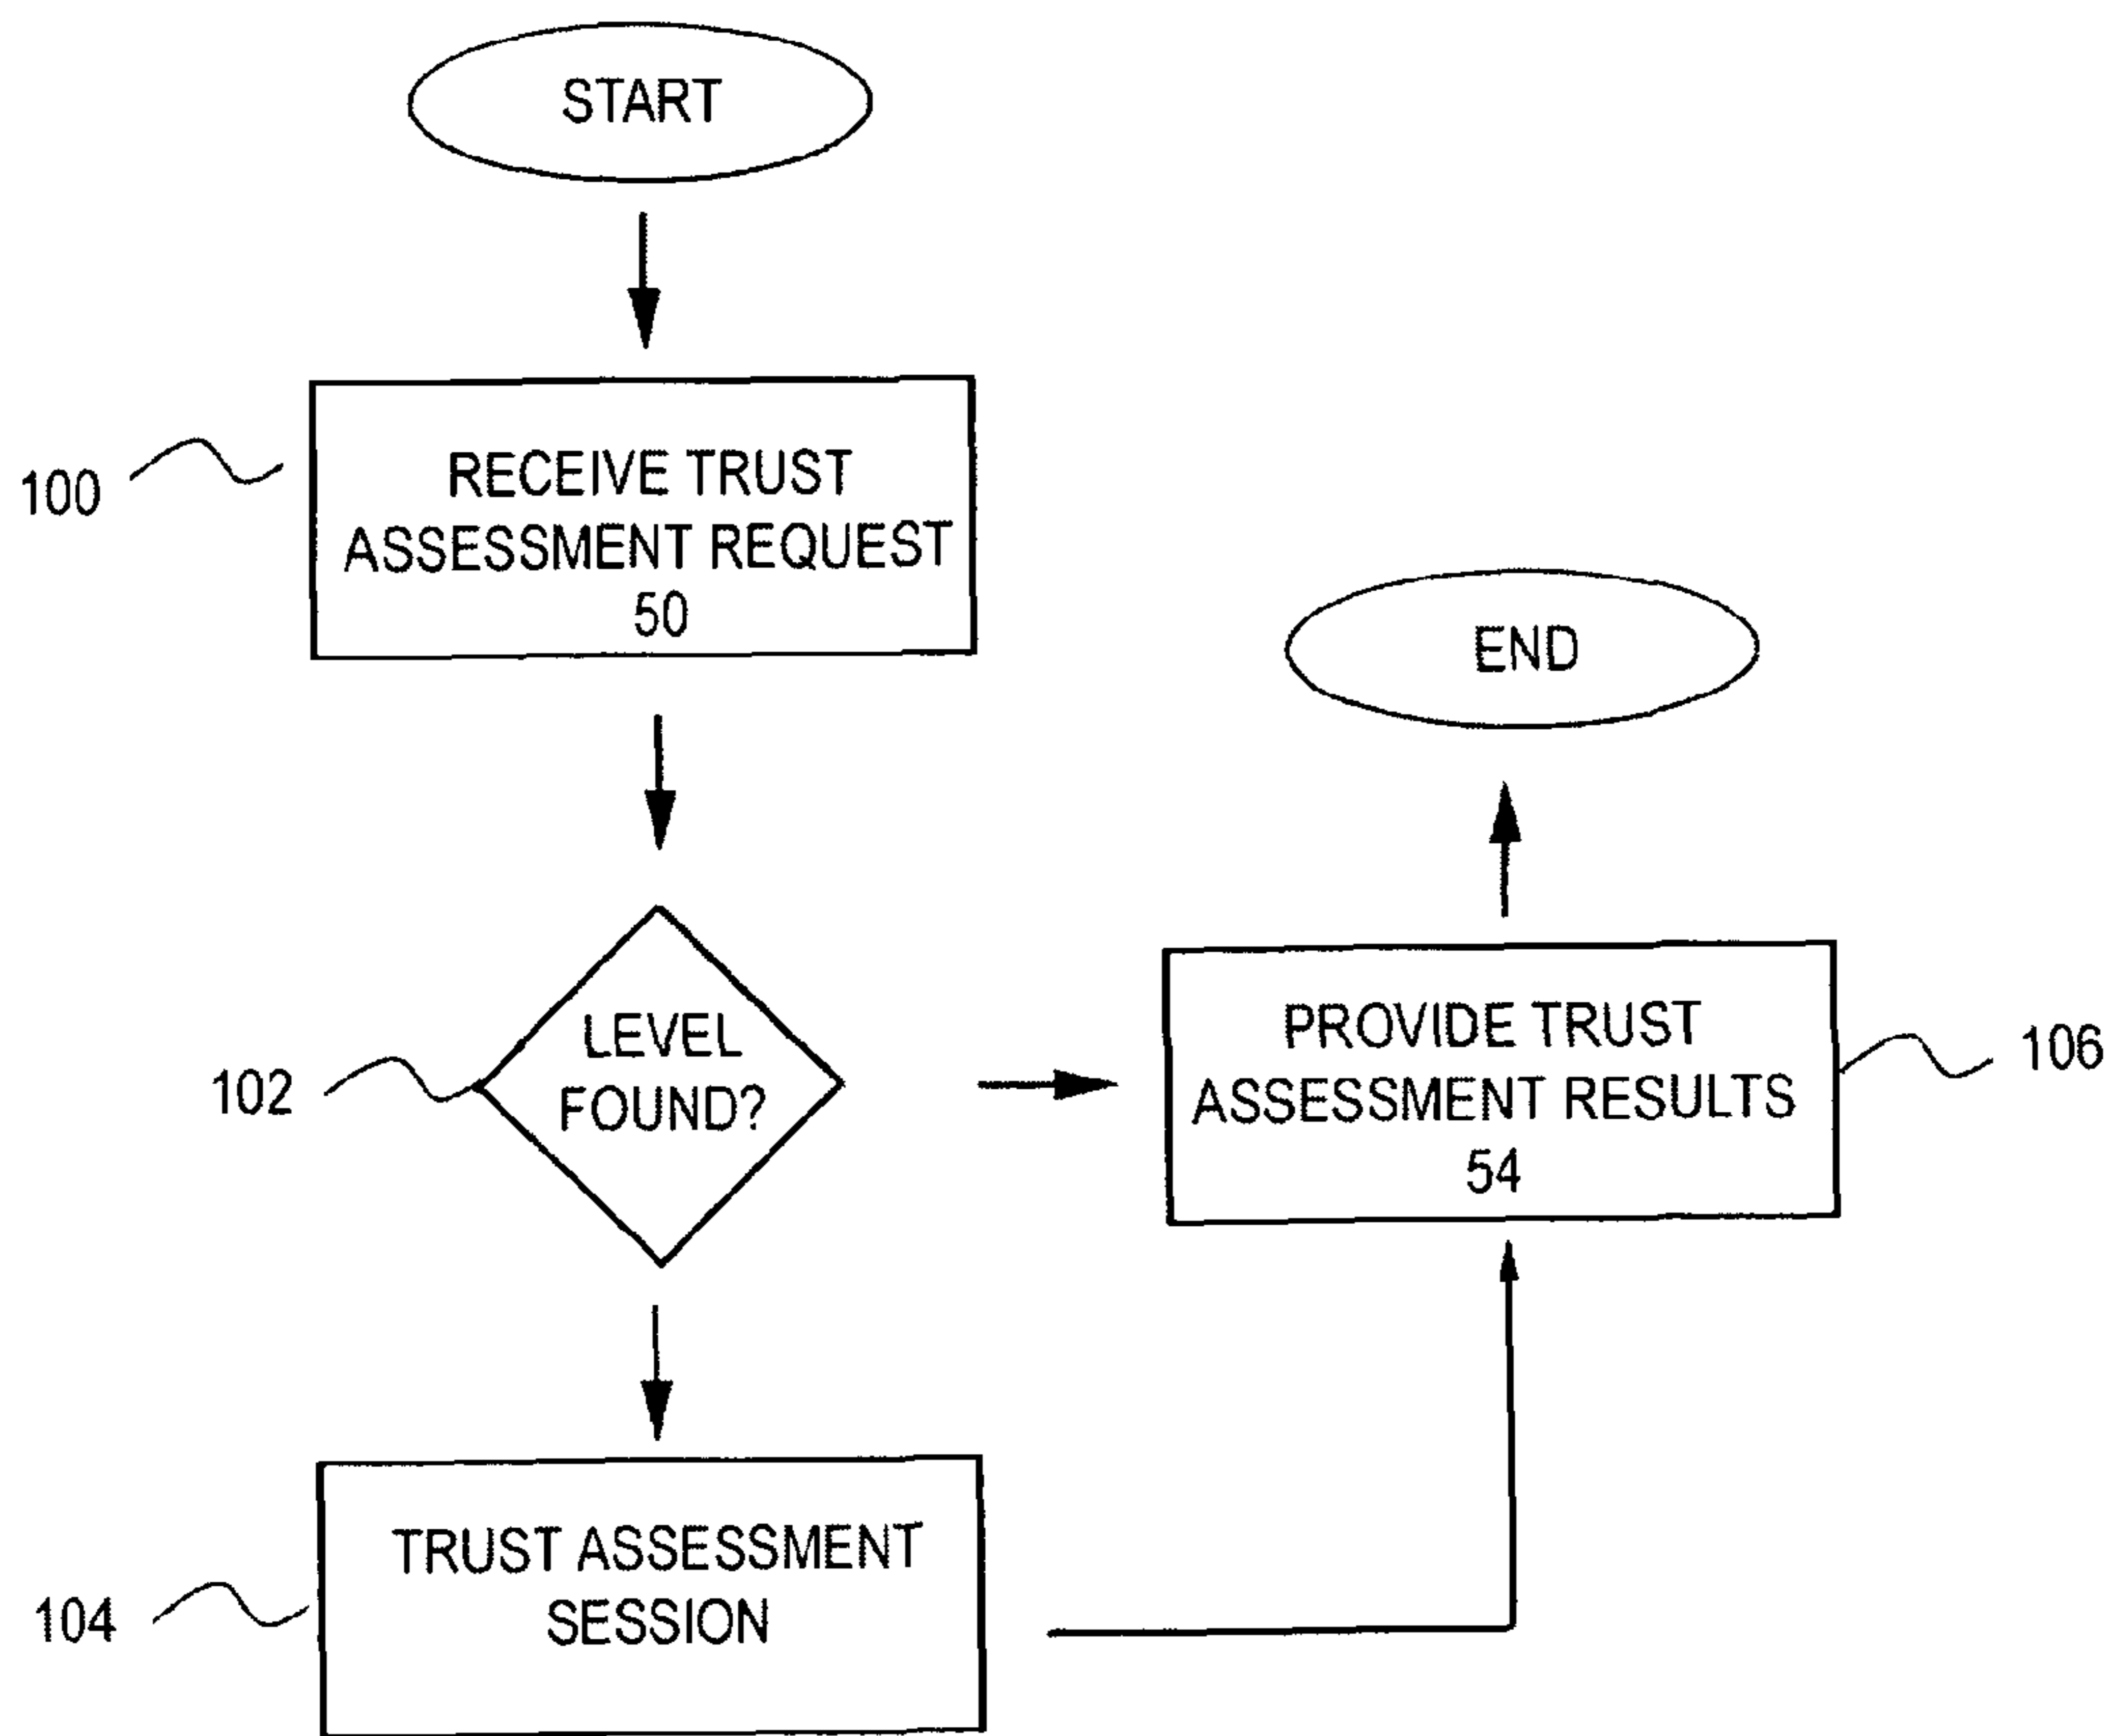 START
100
RECEIVE TRUST
ASSESSMENT REQUEST
50
END
102
LEVEL
FOUND?
PROVIDE TRUST
ASSESSMENT RESULTS
54
106
104
TRUST ASSESSMENT
SESSION